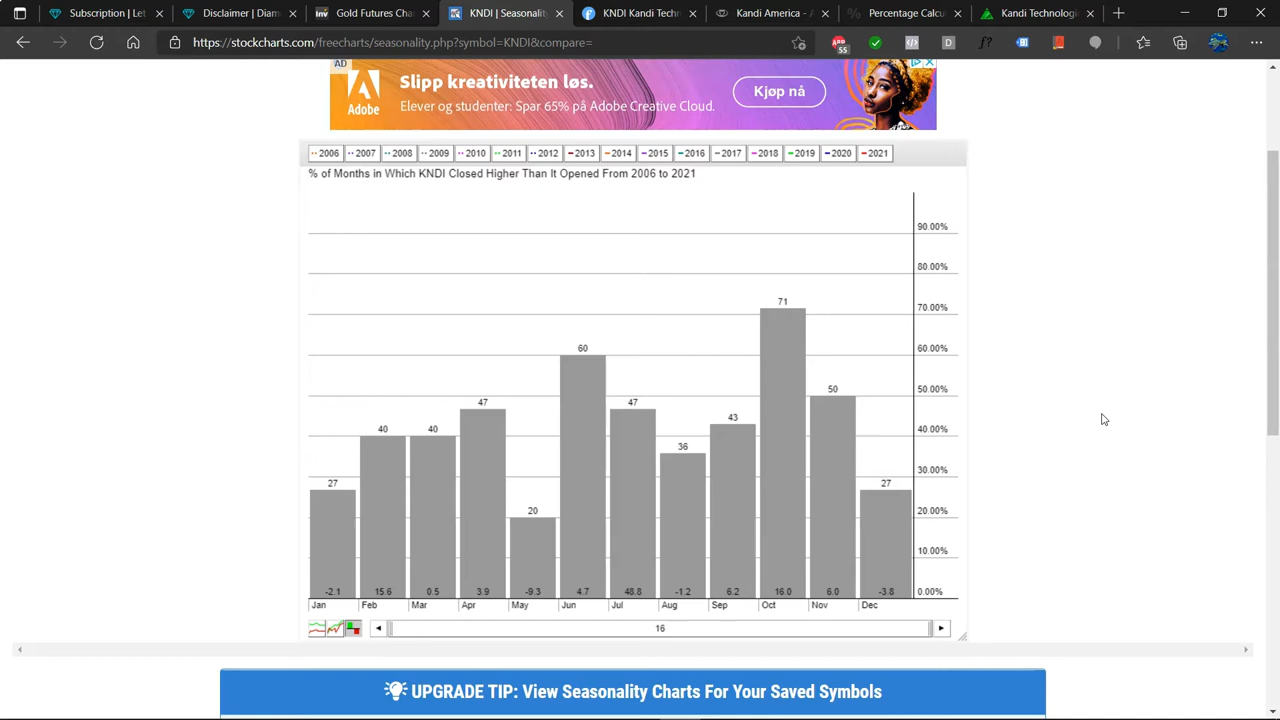 Subscription - Let
Disclaimer | Diam
Gold Futures Cha
KNDI | Seasonality
KNDI Kandi Techn
Kandi America - A
Percentage Calcu
Kandi Technologi
https://stockcharts.com/freecharts/seasonality.php?symbol=KNDI&compare=
55
AD
Adobe
Slipp kreativiteten løs.
Elever og studenter: Spar 65% på Adobe Creative Cloud.
Kjøp nå
2006 2007 2008 2009 2010 2011 2012 2013 2014 2015 2016 2017 2018 2019 2020 2021
% of Months in Which KNDI Closed Higher Than It Opened From 2006 to 2021
90.00%
80.00%
70.00%
60.00%
50.00%
40.00%
30.00%
20.00%
10.00%
0.00%
27 40 40 47 20 60 47 36 43 71 50 27
-2.1 15.6 0.5 3.9 -9.3 4.7 48.8 -1.2 6.2 16.0 6.0 -3.8
Jan Feb Mar Apr May Jun Jul Aug Sep Oct Nov Dec
16
UPGRADE TIP: View Seasonality Charts For Your Saved Symbols